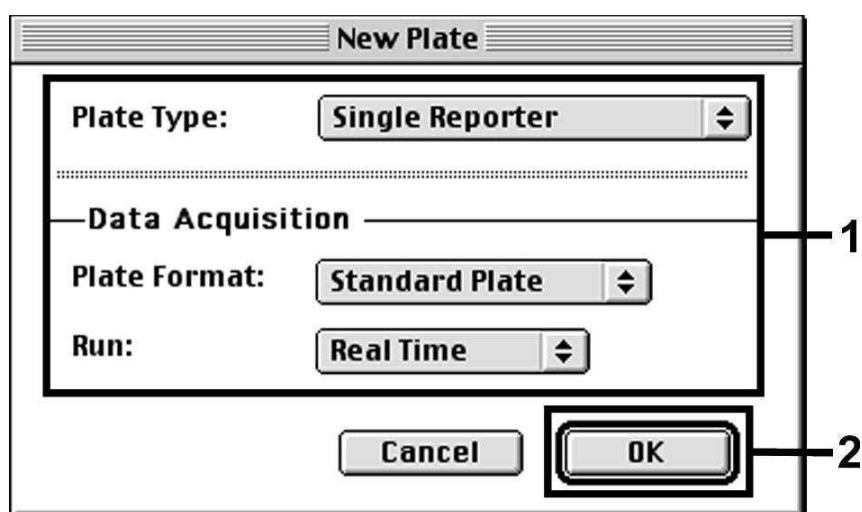 New Plate
Plate Type: Single Reporter
Data Acquisition
1
Plate Format: Standard Plate
Run: Real Time
Cancel OK
2